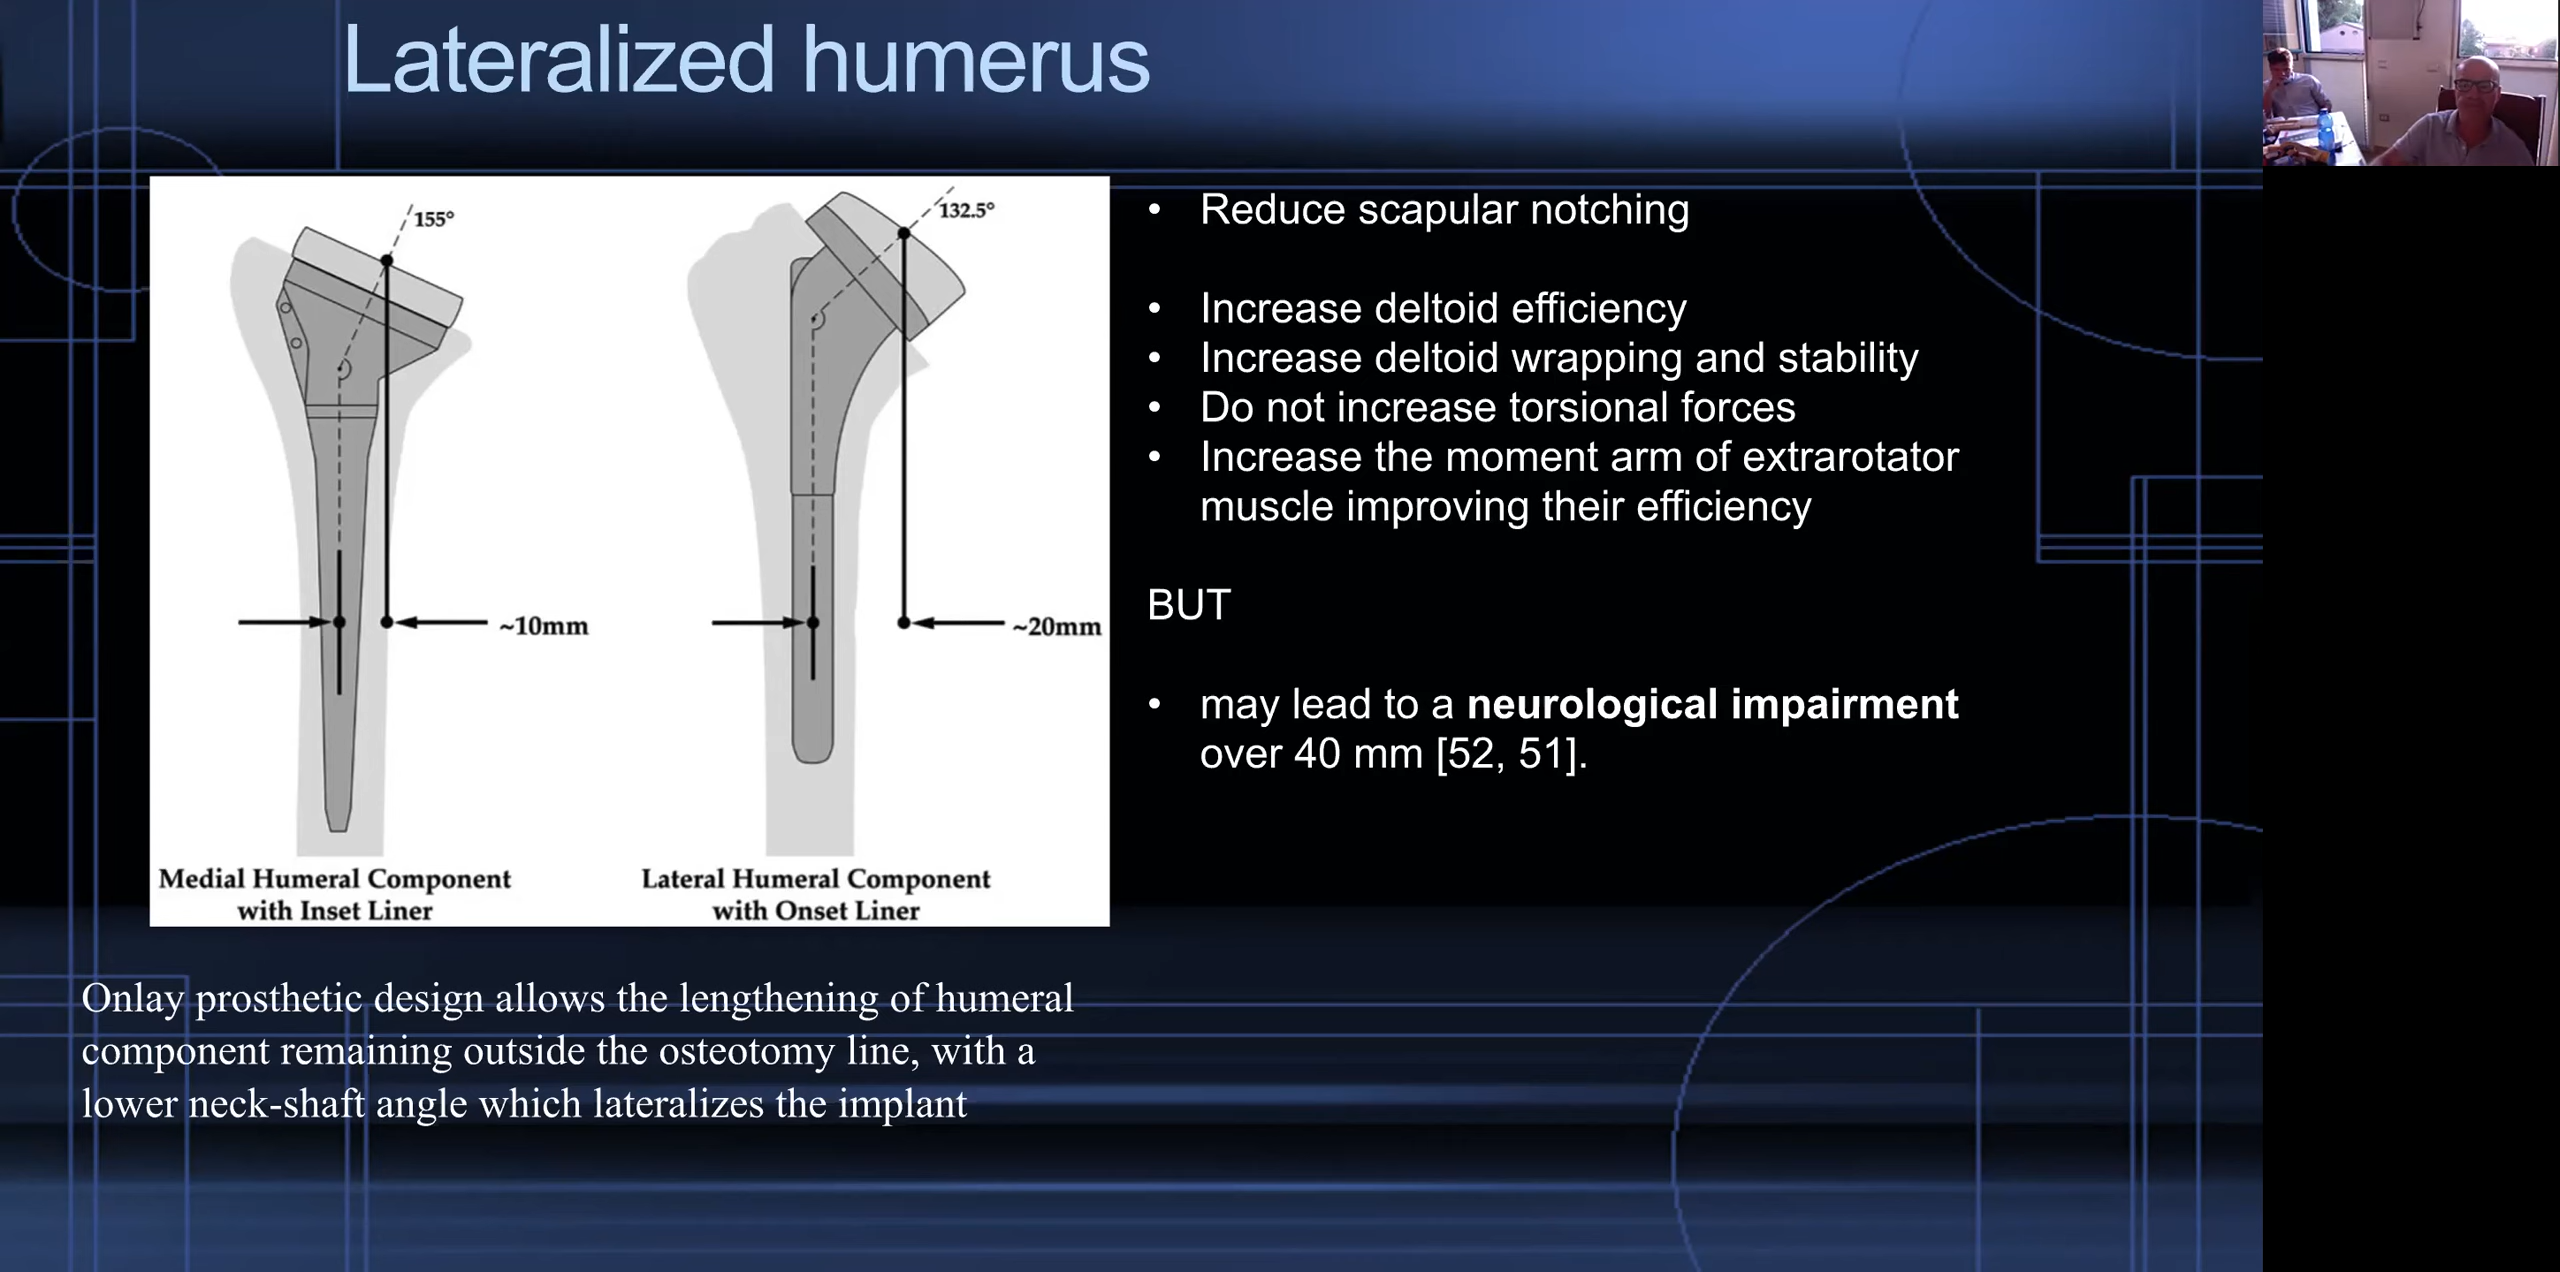 Lateralized humerus
155°
132.5°
~10mm
~20mm
Medial Humeral Component
with Inset Liner
Lateral Humeral Component
with Onset Liner
Onlay prosthetic design allows the lengthening of humeral
component remaining outside the osteotomy line, with a
lower neck-shaft angle which lateralizes the implant
• Reduce scapular notching
• Increase deltoid efficiency
• Increase deltoid wrapping and stability
• Do not increase torsional forces
• Increase the moment arm of extrarotator
muscle improving their efficiency
BUT
• may lead to a neurological impairment
over 40 mm [52, 51].